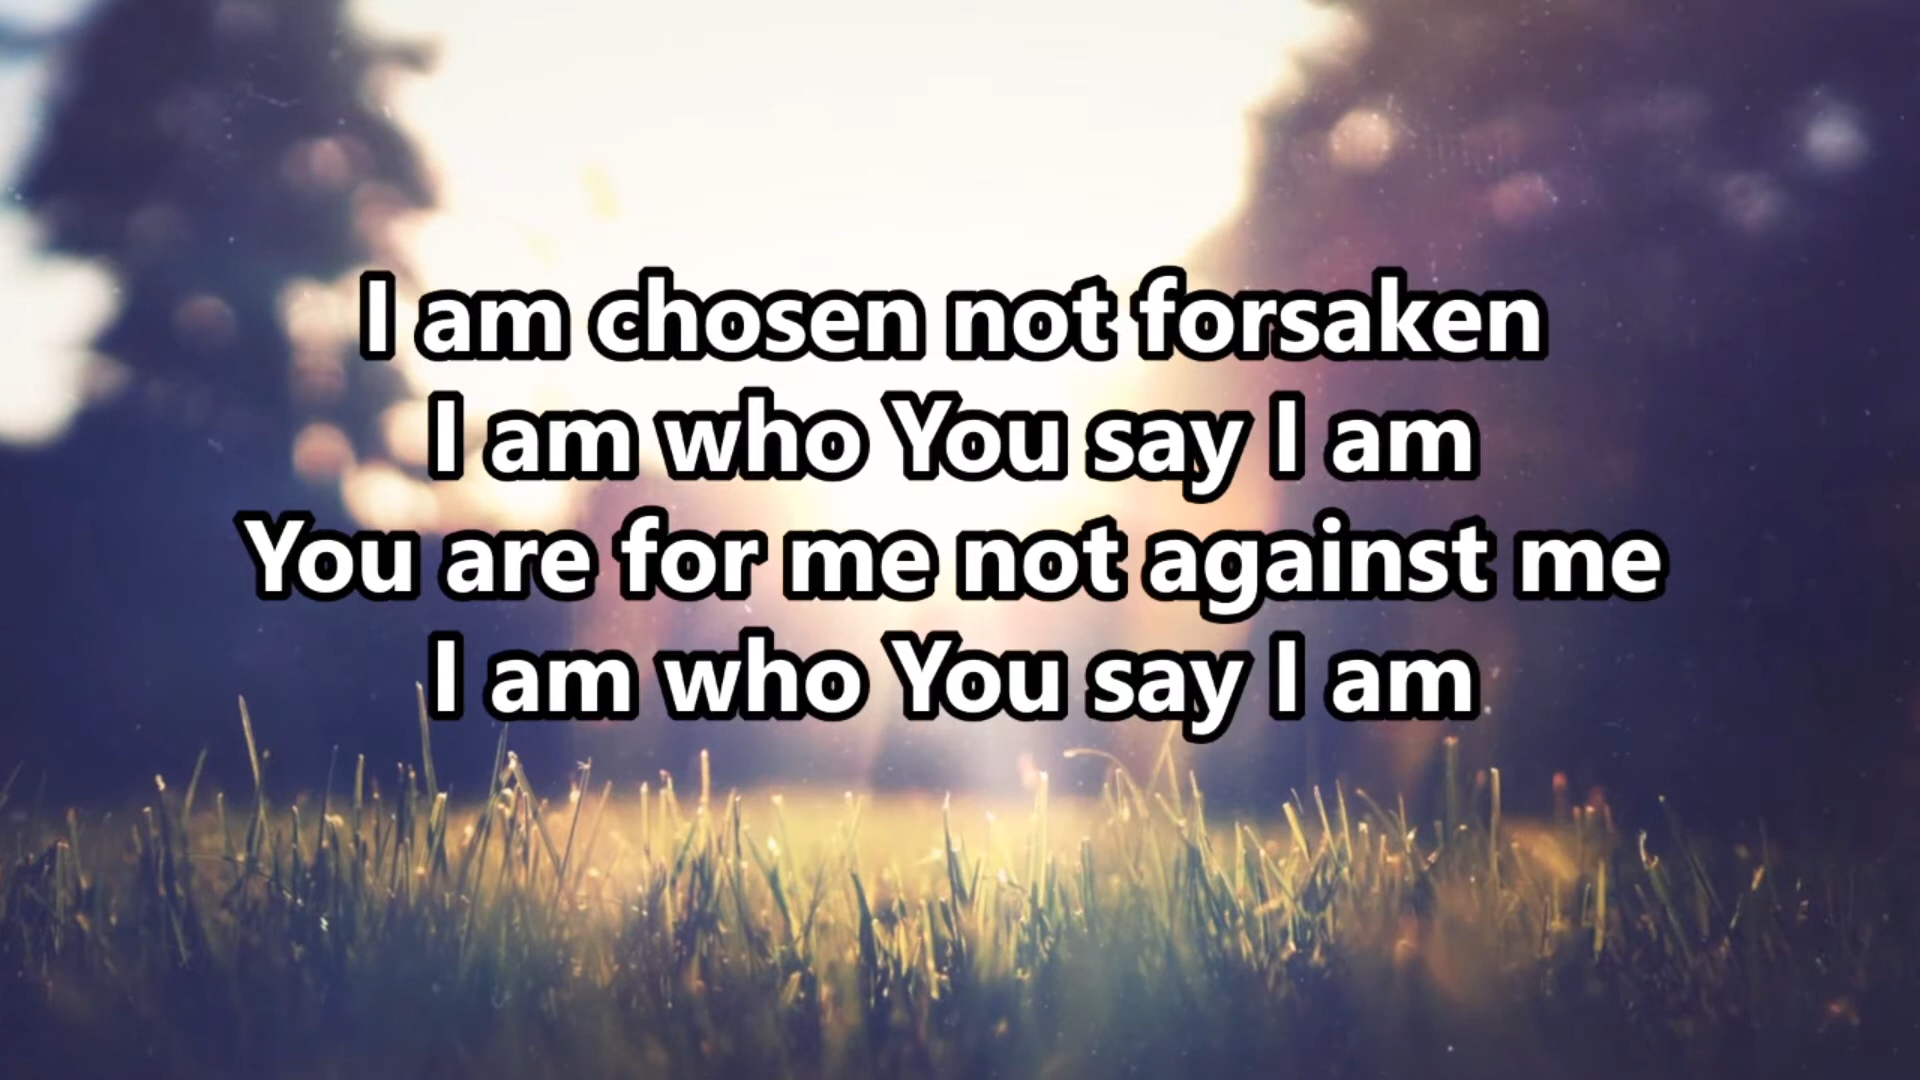 I am chosen not forsaken
I am who You say I am
You are for me not against me
I am who You say I am